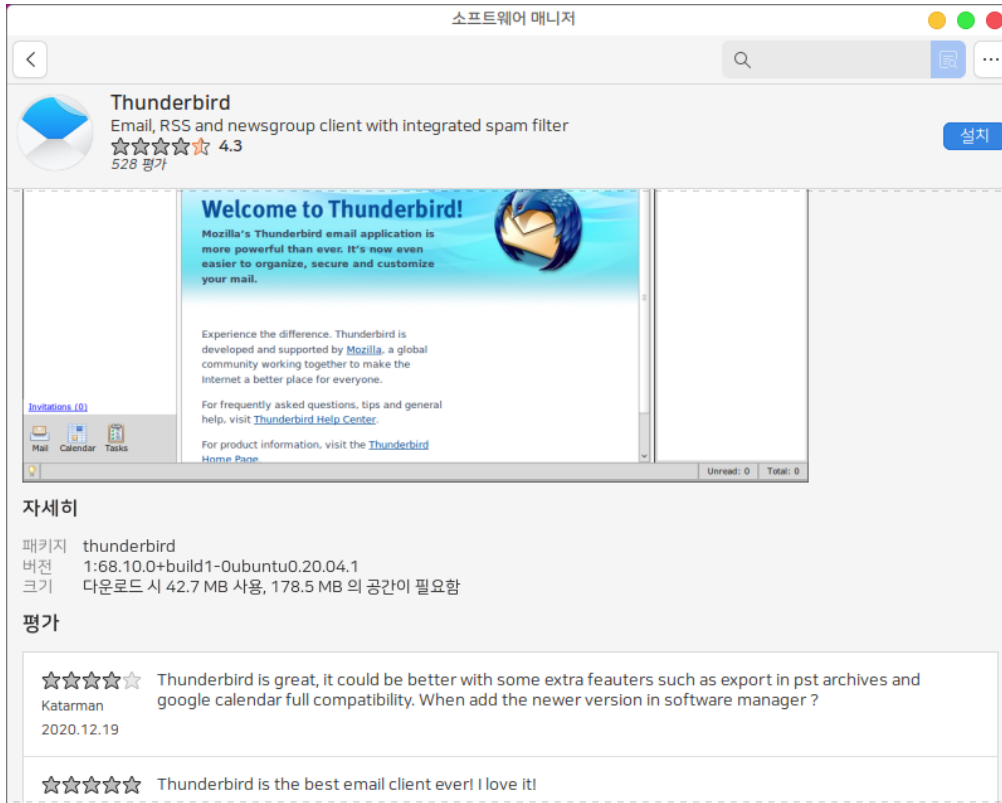 소프트웨어 매니저
Thunderbird
Email, RSS and newsgroup client with integrated spam filter
4.3
528 평가
설치
Welcome to Thunderbird!
Mozilla's Thunderbird email application is
more powerful than ever. It's now even
easier to organize, secure and customize
your mail.
Experience the difference. Thunderbird is
developed and supported by Mozilla, a global
community working together to make the
Internet a better place for everyone.
For frequently asked questions, tips and general
help, visit Thunderbird Help Center.
For product information, visit the Thunderbird
Home Page.
Invitations (0)
Mail Calendar Tasks
Unread: 0 Total: 0
자세히
패키지 thunderbird
버전 1:68.10.0+build1-0ubuntu0.20.04.1
크기 다운로드 시 42.7 MB 사용, 178.5 MB 의 공간이 필요함
평가
Thunderbird is great, it could be better with some extra feauters such as export in pst archives and
google calendar full compatibility. When add the newer version in software manager ?
Katarman
2020.12.19
Thunderbird is the best email client ever! I love it!